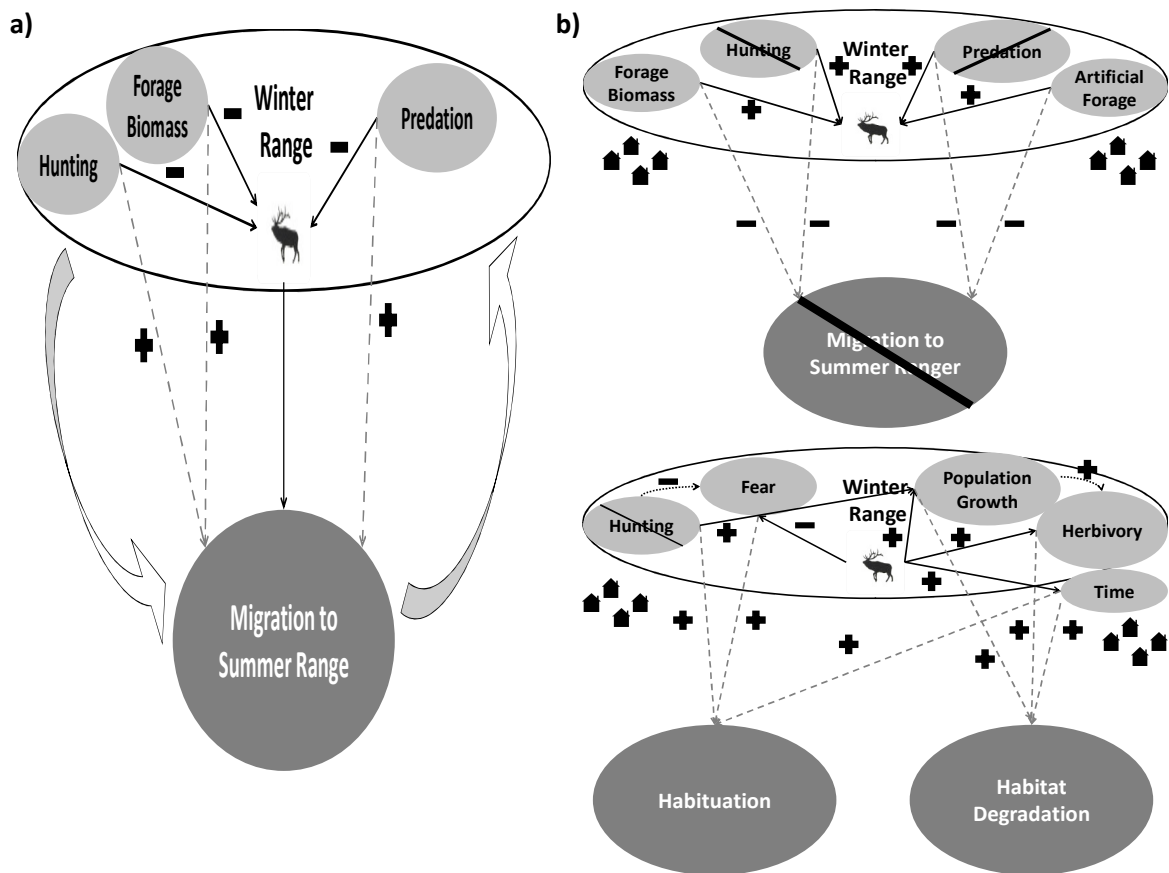 a)
Forage
Biomass
Winter
Range
Predation
Hunting
Migration to
Summer Range
b)
Hunting
Winter
Range
Predation
Forage
Biomass
Artificial
Forage
Migration to
Summer Ranger
Fear
Winter
Range
Population
Growth
Hunting
Herbivory
Time
Habituation
Habitat
Degradation